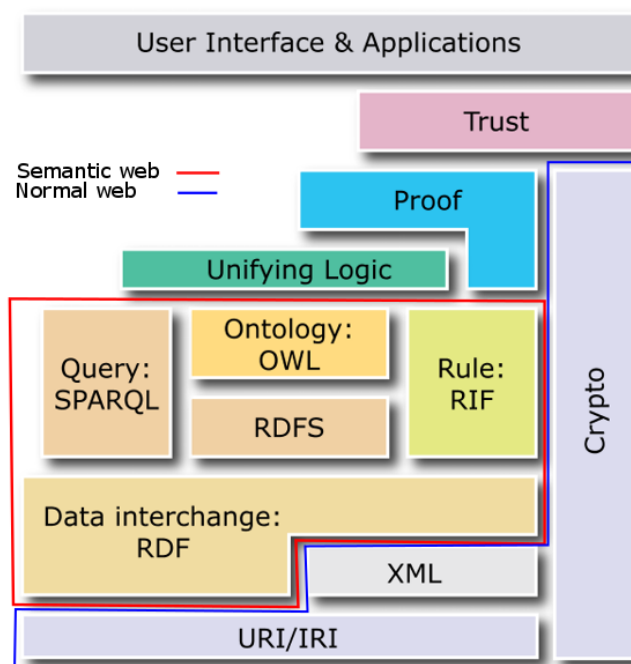 User Interface & Applications
Trust
Semantic web
Normal web
Proof
Unifying Logic
Query:
SPARQL
Ontology:
OWL
RDFS
Rule:
RIF
Crypto
Data interchange:
RDF
XML
URI/IRI